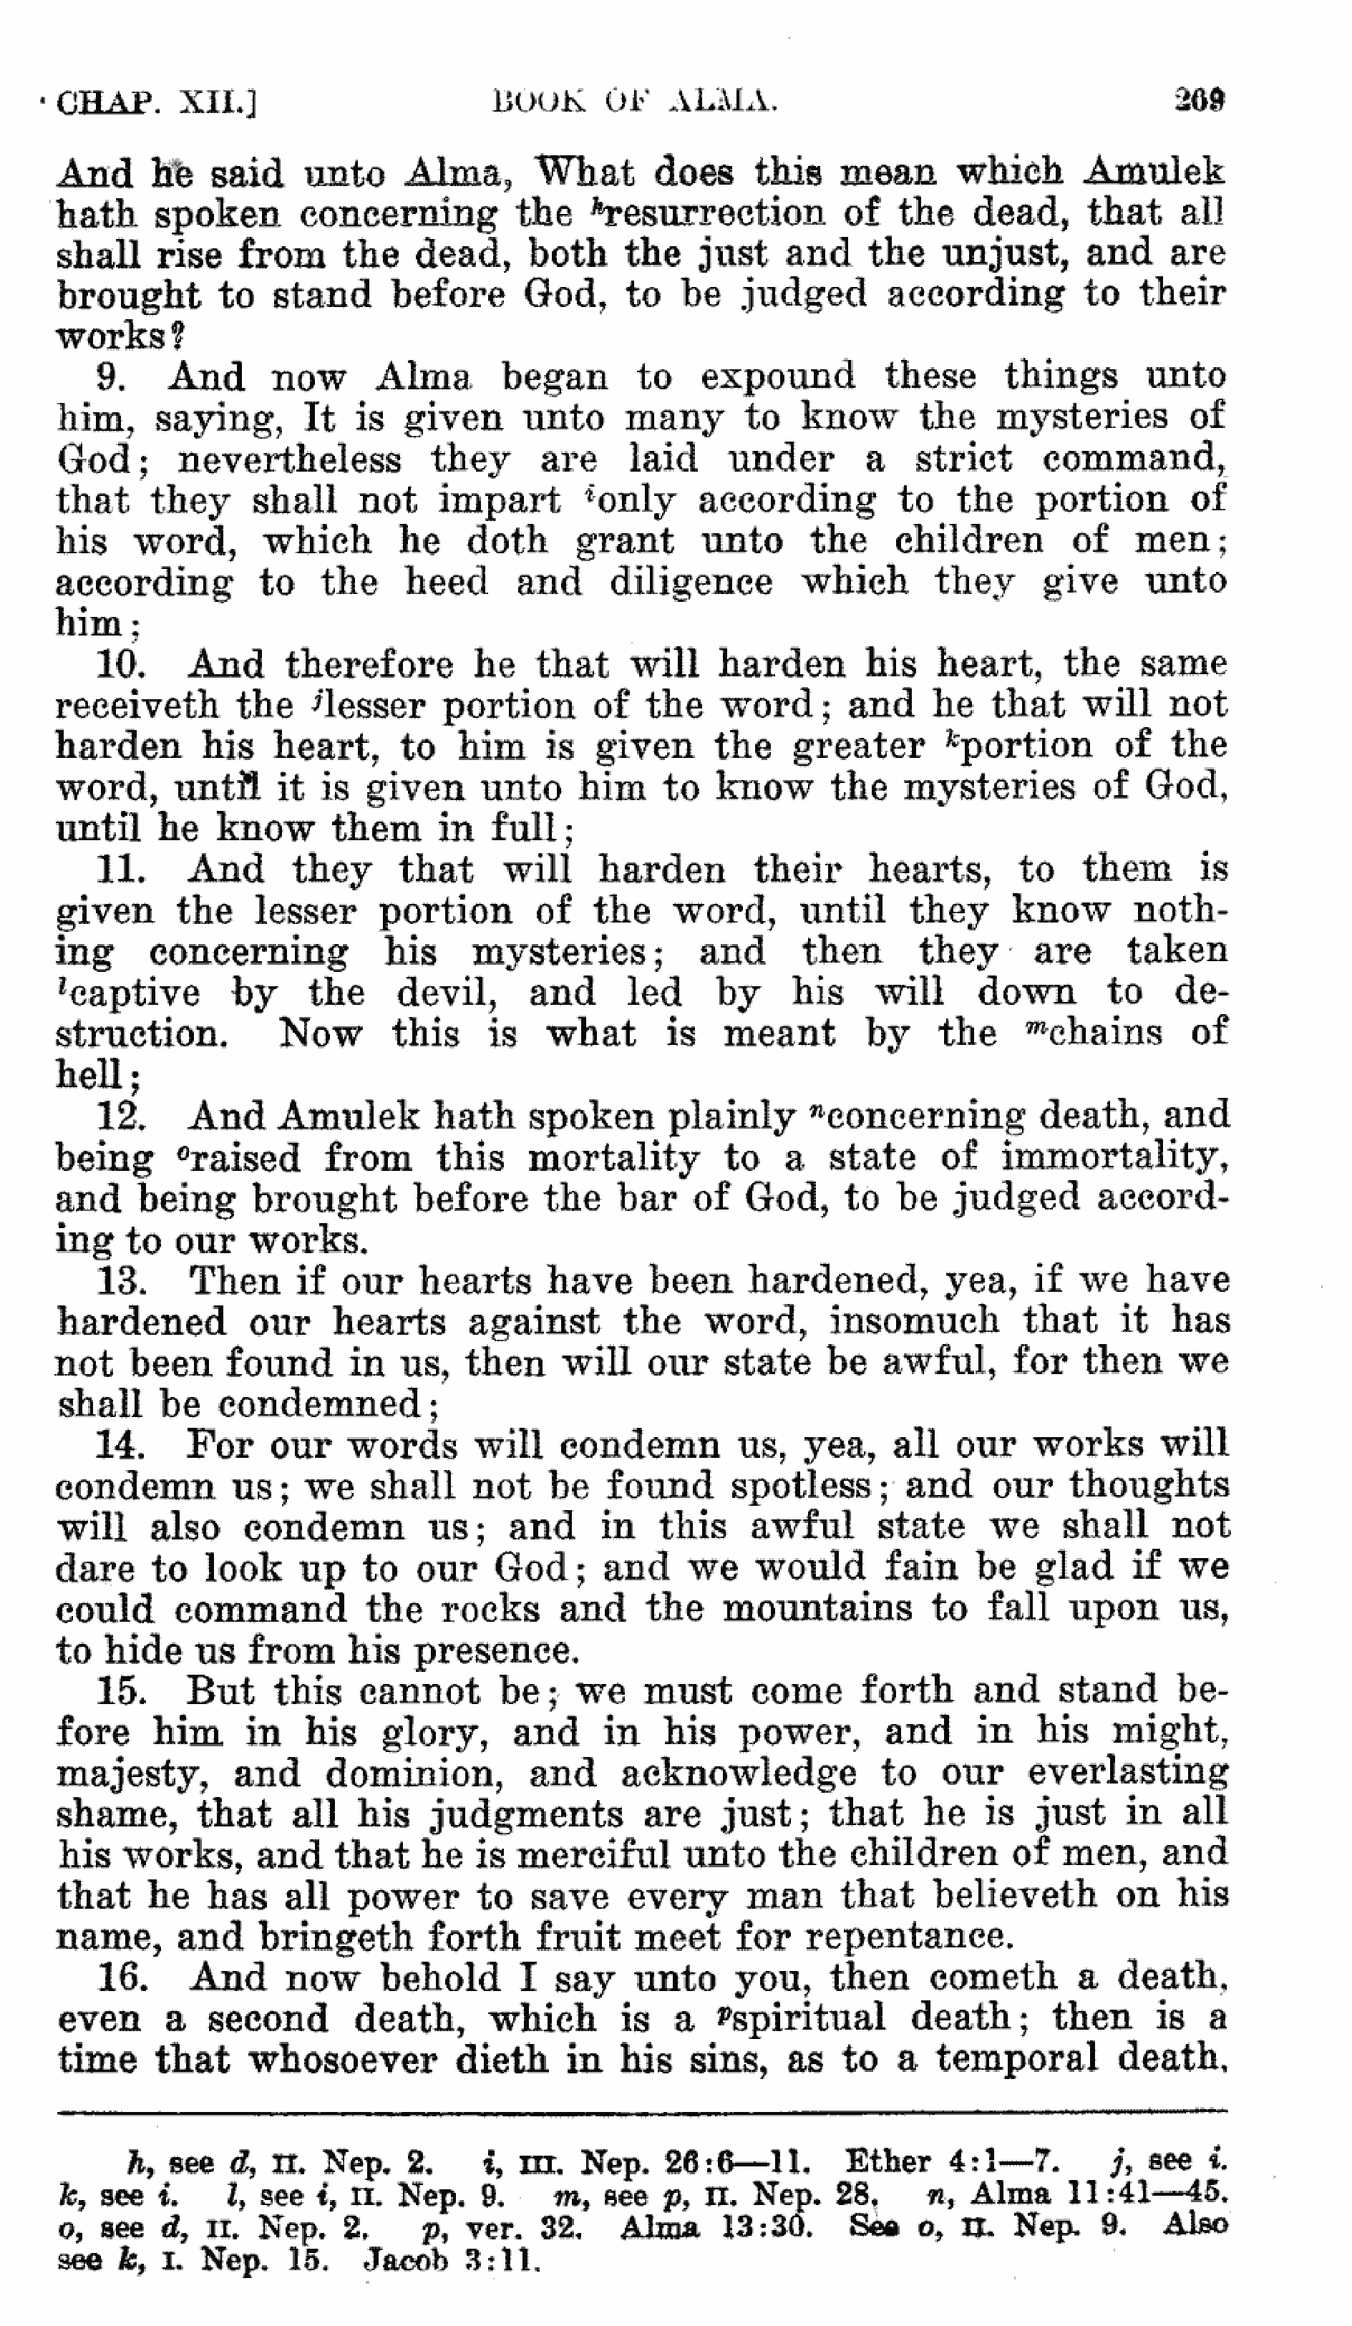 CHAP. XII.] BOOK OF ALMA. 269
And he said unto Alma, What does this mean which Amulek
hath spoken concerning the hresurrection of the dead, that all
shall rise from the dead, both the just and the unjust, and are
brought to stand before God, to be judged according to their
works?
9. And now Alma began to expound these things unto
him, saying, It is given unto many to know the mysteries of
God; nevertheless they are laid under a strict command,
that they shall not impart ionly according to the portion of
his word, which he doth grant unto the children of men;
according to the heed and diligence which they give unto
him;
10. And therefore he that will harden his heart, the same
receiveth the jlesser portion of the word; and he that will not
harden his heart, to him is given the greater kportion of the
word, until it is given unto him to know the mysteries of God,
until he know them in full;
11. And they that will harden their hearts, to them is
given the lesser portion of the word, until they know noth-
ing concerning his mysteries; and then they are taken
lcaptive by the devil, and led by his will down to de-
struction. Now this is what is meant by the mchains of
hell;
12. And Amulek hath spoken plainly nconcerning death, and
being oraised from this mortality to a state of immortality,
and being brought before the bar of God, to be judged accord-
ing to our works.
13. Then if our hearts have been hardened, yea, if we have
hardened our hearts against the word, insomuch that it has
not been found in us, then will our state be awful, for then we
shall be condemned;
14. For our words will condemn us, yea, all our works will
condemn us; we shall not be found spotless; and our thoughts
will also condemn us; and in this awful state we shall not
dare to look up to our God; and we would fain be glad if we
could command the rocks and the mountains to fall upon us,
to hide us from his presence.
15. But this cannot be; we must come forth and stand be-
fore him in his glory, and in his power, and in his might,
majesty, and dominion, and acknowledge to our everlasting
shame, that all his judgments are just; that he is just in all
his works, and that he is merciful unto the children of men, and
that he has all power to save every man that believeth on his
name, and bringeth forth fruit meet for repentance.
16. And now behold I say unto you, then cometh a death,
even a second death, which is a pspiritual death; then is a
time that whosoever dieth in his sins, as to a temporal death,
h, see d, II. Nep. 2. i, III. Nep. 26:6—11. Ether 4:1—7. j, see i.
k, see i. l, see i, II. Nep. 9. m, see p, II. Nep. 28. n, Alma 11:41—45.
o, see d, II. Nep. 2. p, ver. 32. Alma 13:30. See o, II. Nep. 9. Also
see k, I. Nep. 15. Jacob 3:11.